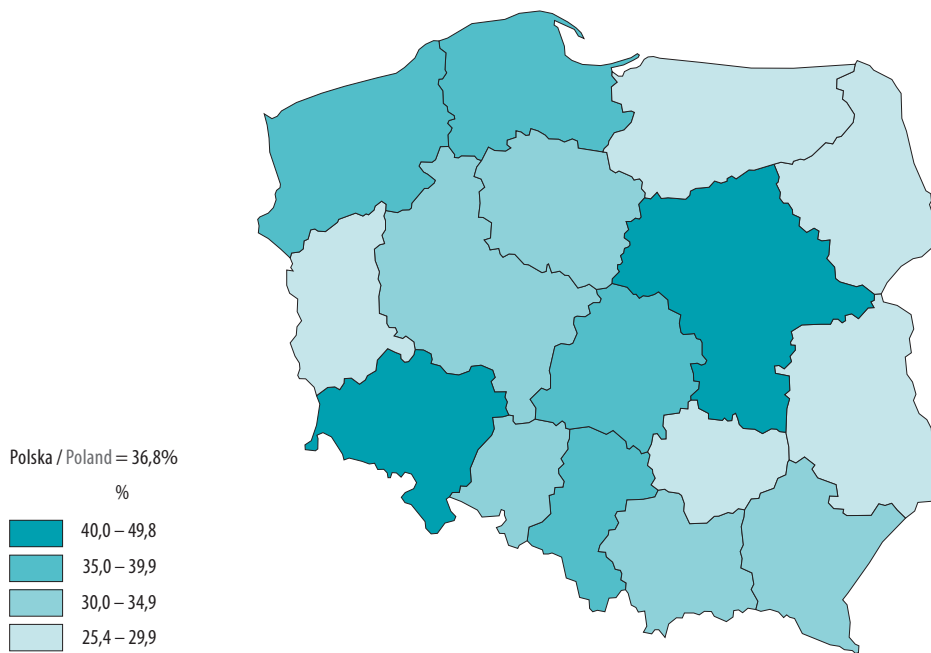 Polska / Poland = 36,8%
%
40,0 – 49,8
35,0 – 39,9
30,0 – 34,9
25,4 – 29,9